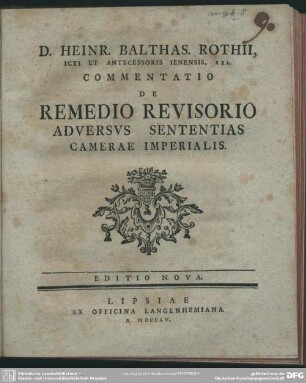 D. HEINR. BALTHAS. ROTHII,
ICTI ET ANTECESSORIS IENENSIS, REL.
COMMENTATIO
DE
REMEDIO REVISORIO
ADVERSVS SENTENTIAS
CAMERAE IMPERIALIS.
EDITIO NOVA.
LIPSIAE
EX OFFICINA LANGENHEMIANA.
A. MDCCLV.